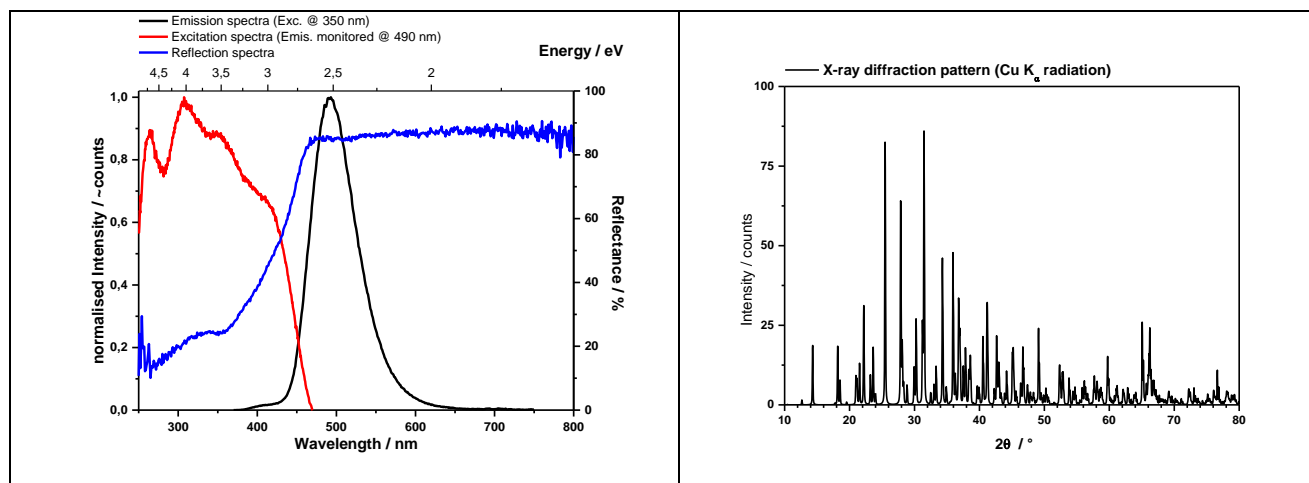 Emission spectra (Exc. @ 350 nm)
Excitation spectra (Emis. monitored @ 490 nm)
Reflection spectra
Energy / eV
4,5 4 3,5 3 2,5 2
1,0
0,8
0,6
0,4
0,2
0,0
normalised Intensity / ~counts
100
80
60
40
20
0
Reflectance / %
300 400 500 600 700 800
Wavelength / nm
X-ray diffraction pattern (Cu Kα radiation)
100
75
50
25
0
Intensity / counts
10 20 30 40 50 60 70 80
2θ / °